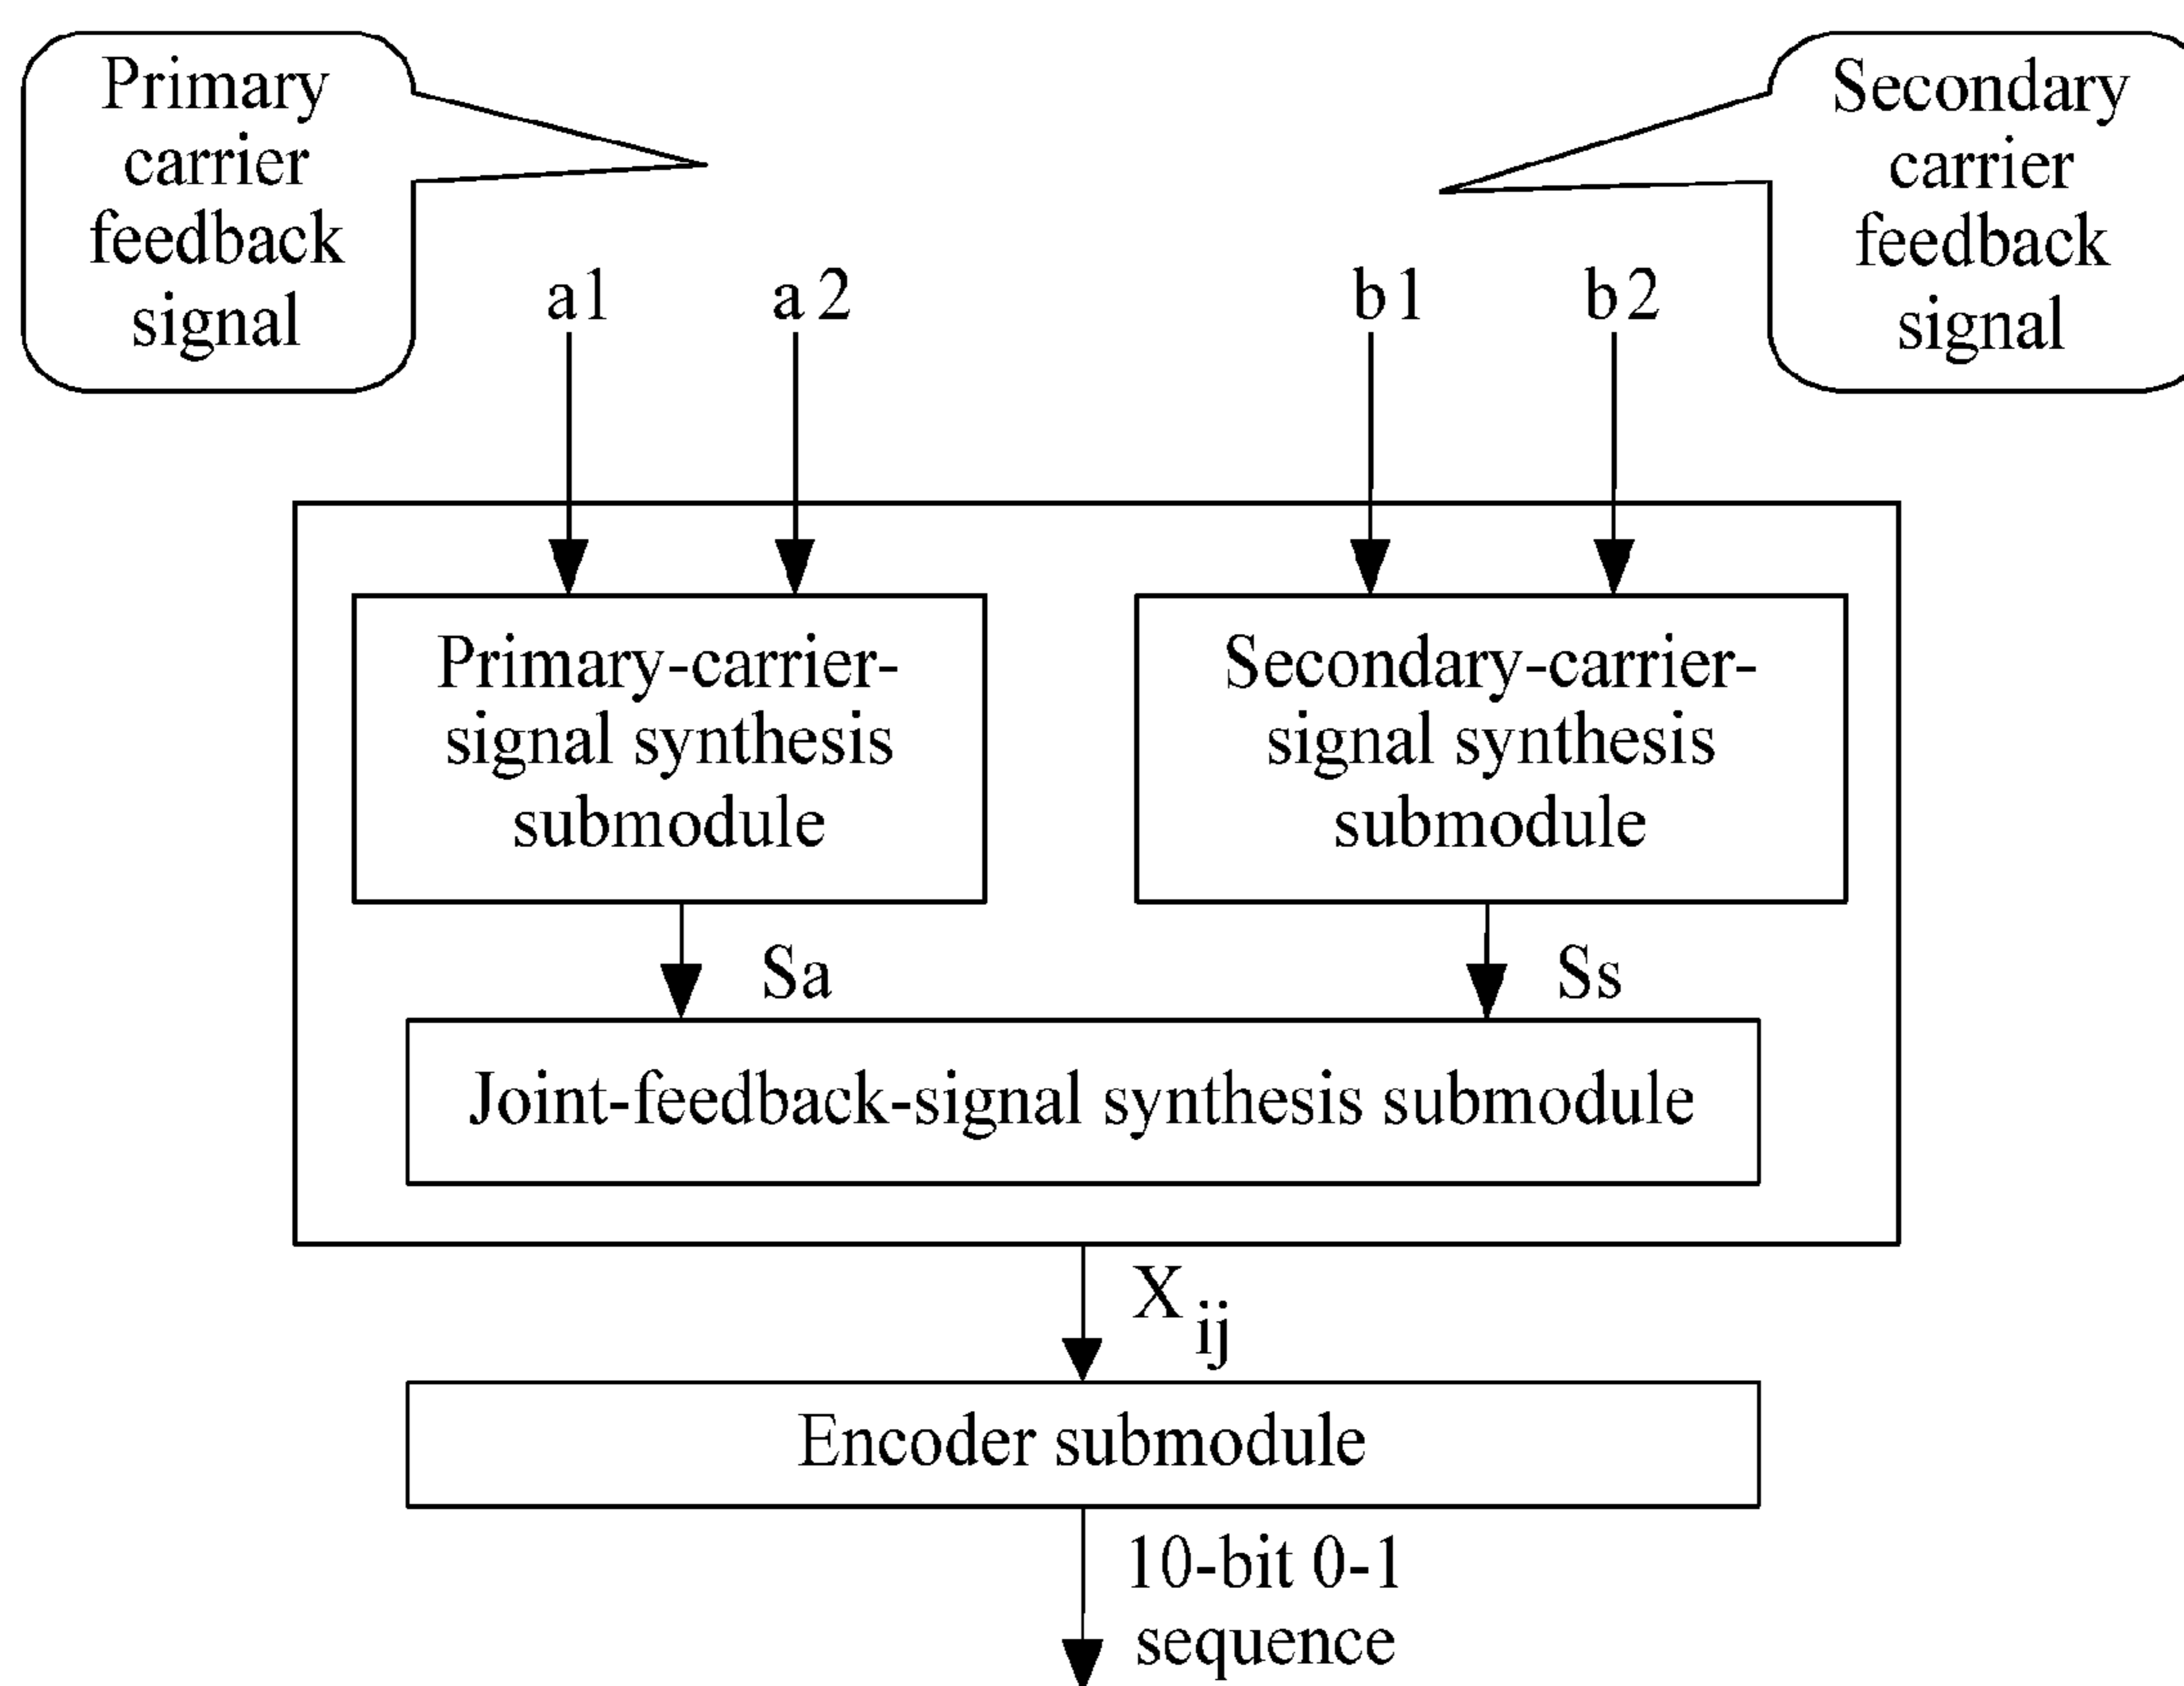 Primary
carrier
feedback
signal
Secondary
carrier
feedback
signal
a1
a2
b1
b2
Primary-carrier-
signal synthesis
submodule
Secondary-carrier-
signal synthesis
submodule
Sa
Ss
Joint-feedback-signal synthesis submodule
X ij
Encoder submodule
10-bit 0-1
sequence